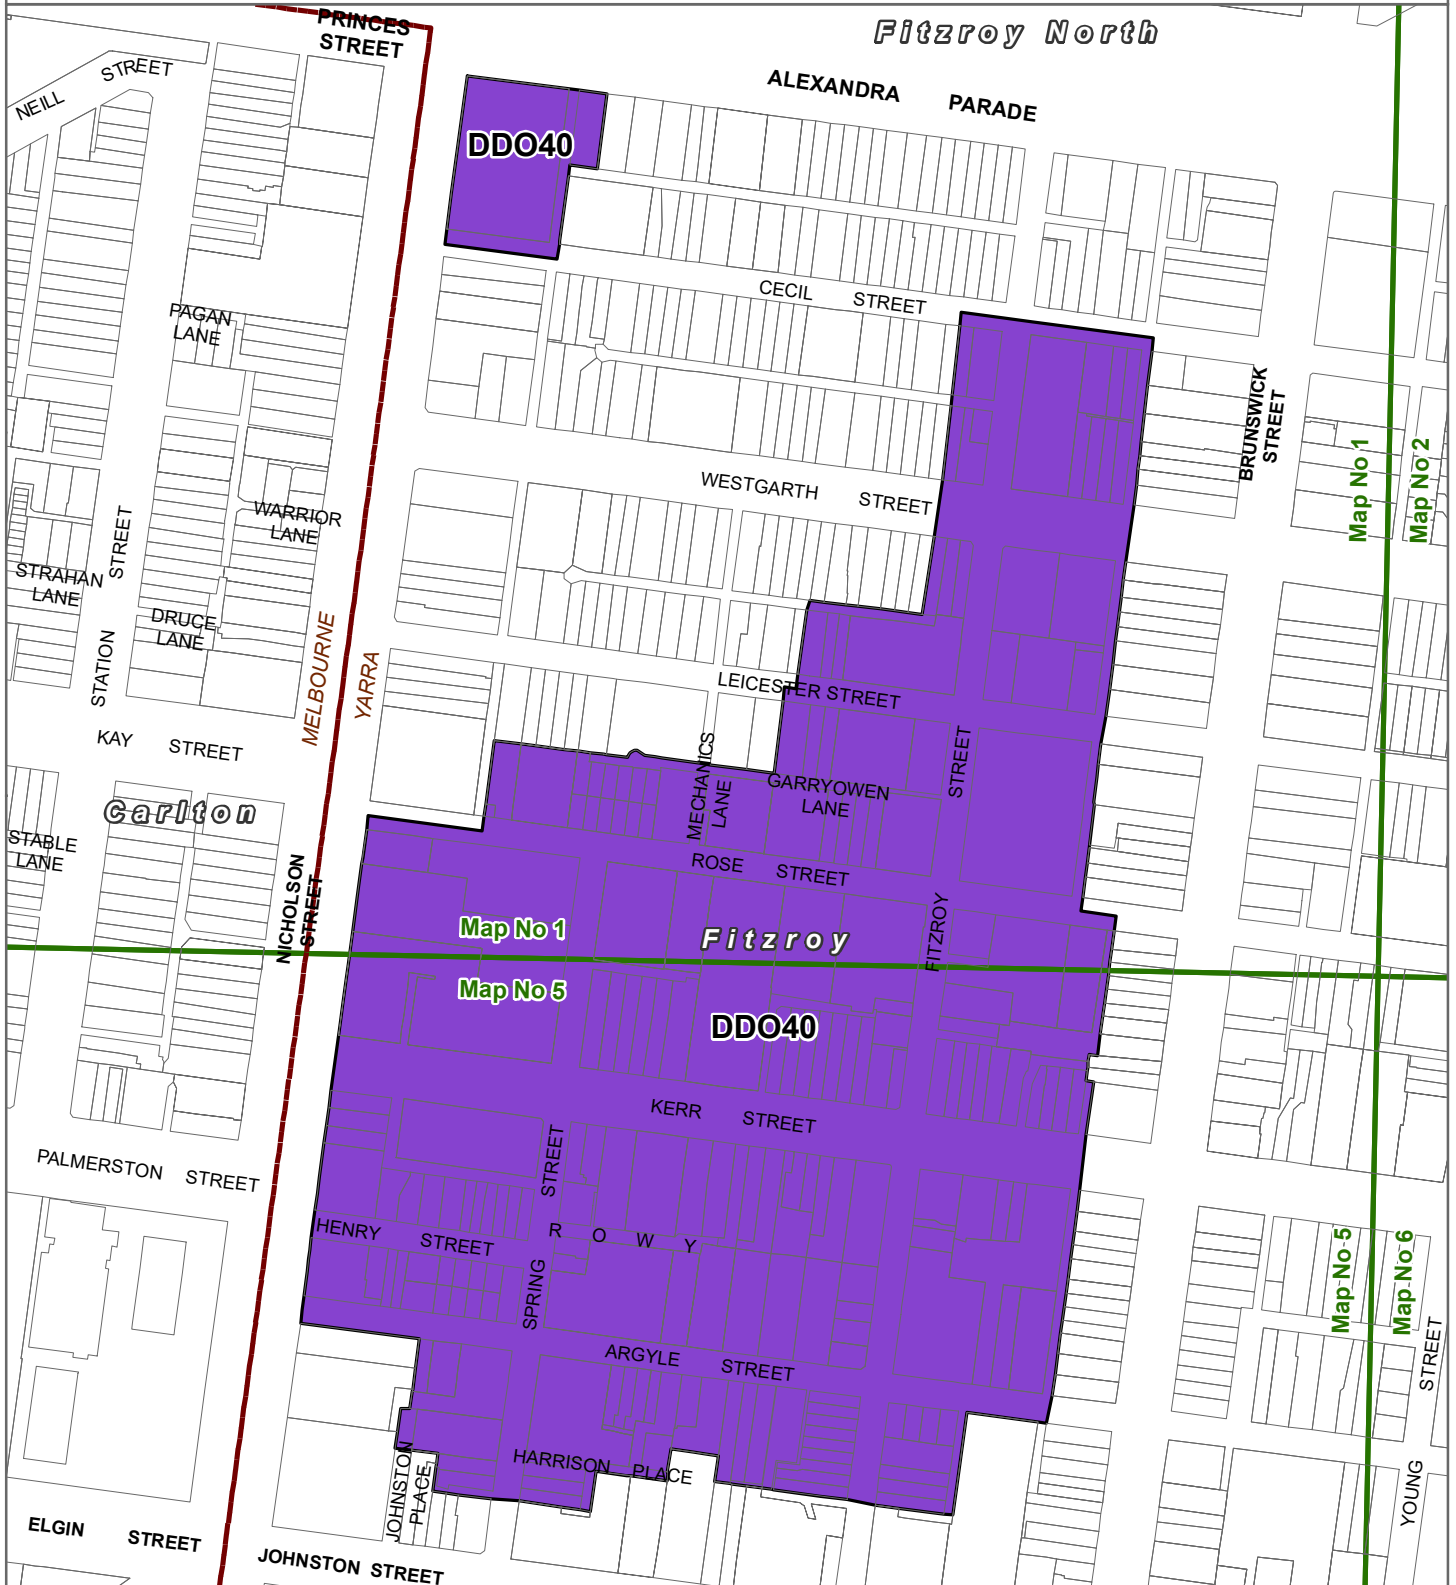 PRINCES
STREET
Fitzroy North
ALEXANDRA PARADE
NEILL STREET
DDO40
CECIL STREET
PAGAN
LANE
BRUNSWICK
STREET
Map No 1
Map No 2
WESTGARTH STREET
WARRIOR
LANE
STRAHAN
LANE
STATION STREET
DRUCE
LANE
MELBOURNE
YARRA
LEICESTER STREET
KAY STREET
MECHANICS
LANE
GARRYOWEN
LANE
FITZROY STREET
Carlton
STABLE
LANE
ROSE STREET
NICHOLSON
STREET
Map No 1
Fitzroy
Map No 5
DDO40
KERR STREET
PALMERSTON STREET
SPRING STREET
HENRY STREET
R O W Y
Map No 5
Map No 6
ARGYLE STREET
YOUNG STREET
HARRISON PLACE
JOHNSTON
PLACE
ELGIN STREET
JOHNSTON STREET